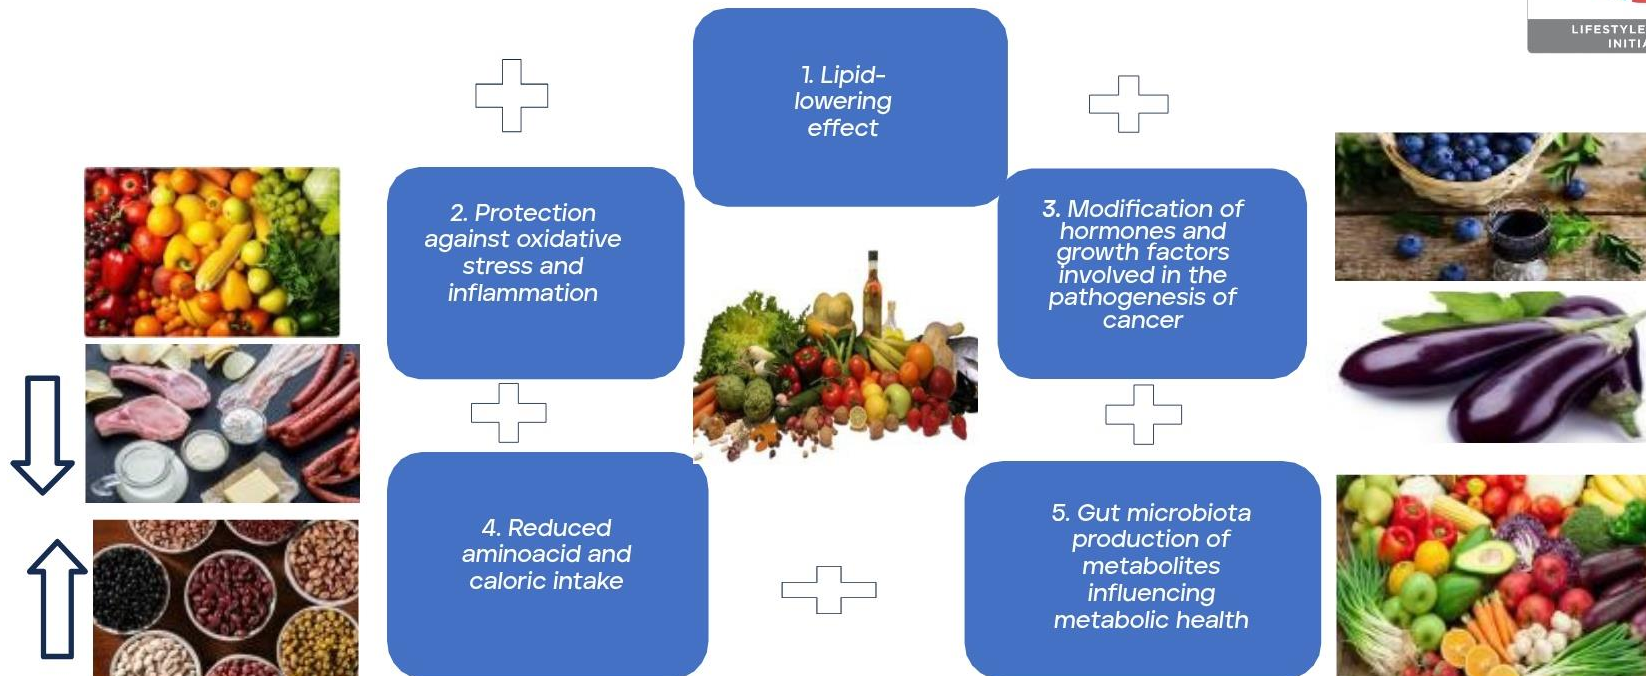 LIFESTYLE
1. Lipid-
lowering
effect
2. Protection
against oxidative
stress and
inflammation
3. Modification of
hormones and
growth factors
involved in the
pathogenesis of
cancer
4. Reduced
aminoacid and
caloric intake
5. Gut microbiota
production of
metabolites
influencing
metabolic health